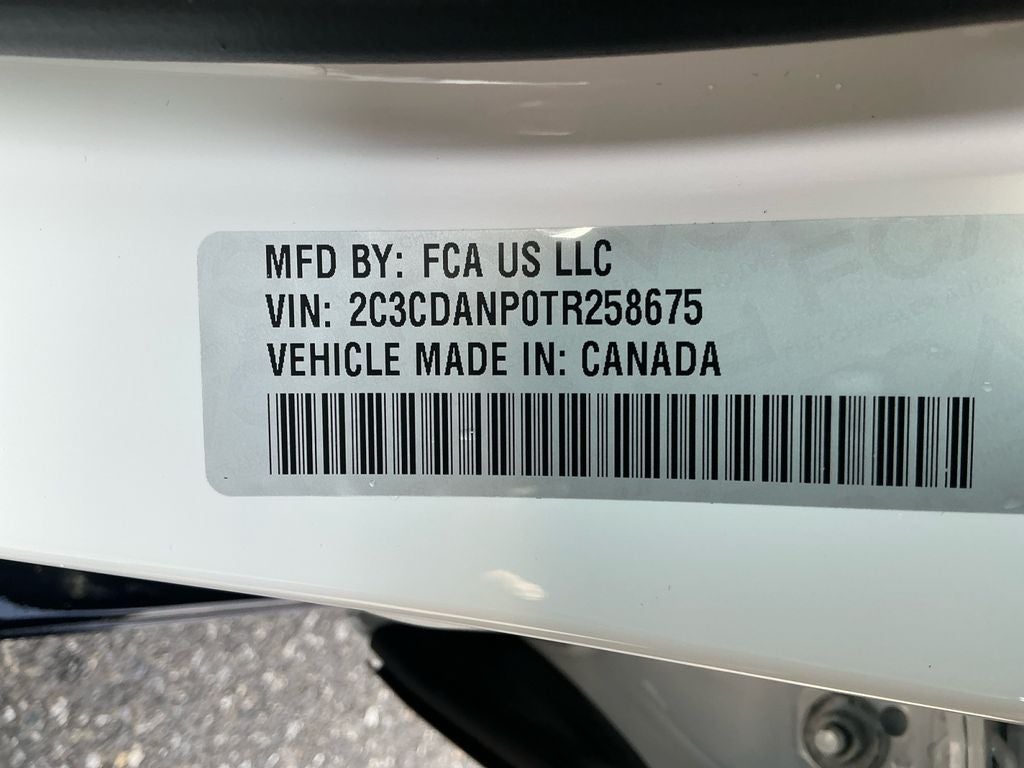 MFD BY: FCA US LLC
VIN: 2C3CDANP0TR258675
VEHICLE MADE IN: CANADA